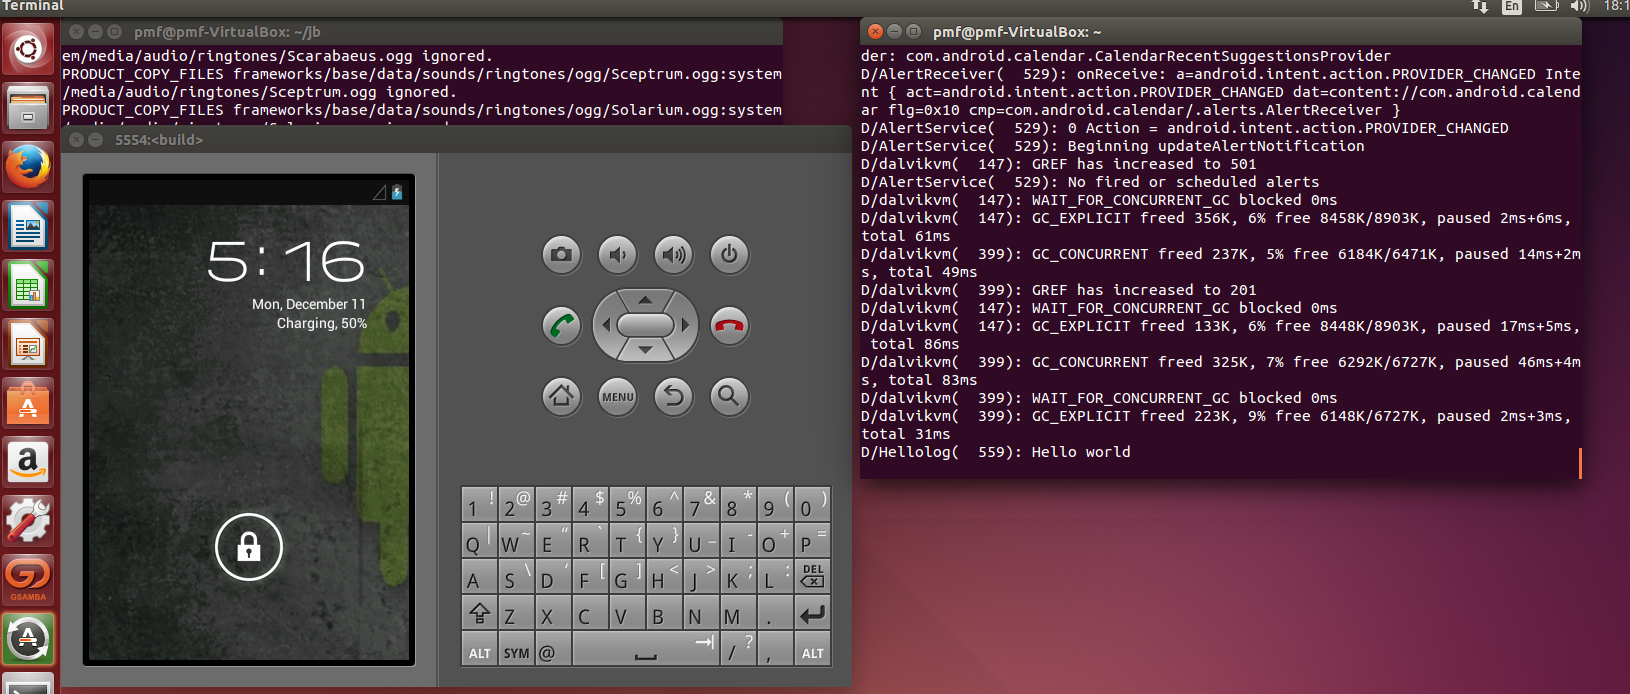 Terminal
En
18:1
pmf@pmf-VirtualBox: ~/jb
em/media/audio/ringtones/Scarabaeus.ogg ignored.
PRODUCT_COPY_FILES frameworks/base/data/sounds/ringtones/ogg/Sceptrum.ogg:system
/media/audio/ringtones/Sceptrum.ogg ignored.
PRODUCT_COPY_FILES frameworks/base/data/sounds/ringtones/ogg/Solarium.ogg:system
5554:<build>
5:16
Mon, December 11
Charging, 50%
MENU
1 ! 2 @ 3 # 4 $ 5 % 6 ^ 7 & 8 * 9 ( 0 )
Q | W ~ E “ R ` T { Y } U _ I - O + P =
A S \ D ‘ F [ G ] H < J > K ; L : DEL
Z X C V B N M .
ALT SYM @ / ? , ALT
a
GSAMBA
pmf@pmf-VirtualBox: ~
der: com.android.calendar.CalendarRecentSuggestionsProvider
D/AlertReceiver(  529): onReceive: a=android.intent.action.PROVIDER_CHANGED Inte
nt { act=android.intent.action.PROVIDER_CHANGED dat=content://com.android.calend
ar flg=0x10 cmp=com.android.calendar/.alerts.AlertReceiver }
D/AlertService(  529): 0 Action = android.intent.action.PROVIDER_CHANGED
D/AlertService(  529): Beginning updateAlertNotification
D/dalvikvm(  147): GREF has increased to 501
D/AlertService(  529): No fired or scheduled alerts
D/dalvikvm(  147): WAIT_FOR_CONCURRENT_GC blocked 0ms
D/dalvikvm(  147): GC_EXPLICIT freed 356K, 6% free 8458K/8903K, paused 2ms+6ms,
total 61ms
D/dalvikvm(  399): GC_CONCURRENT freed 237K, 5% free 6184K/6471K, paused 14ms+2m
s, total 49ms
D/dalvikvm(  399): GREF has increased to 201
D/dalvikvm(  147): WAIT_FOR_CONCURRENT_GC blocked 0ms
D/dalvikvm(  147): GC_EXPLICIT freed 133K, 6% free 8448K/8903K, paused 17ms+5ms,
total 86ms
D/dalvikvm(  399): GC_CONCURRENT freed 325K, 7% free 6292K/6727K, paused 46ms+4m
s, total 83ms
D/dalvikvm(  399): WAIT_FOR_CONCURRENT_GC blocked 0ms
D/dalvikvm(  399): GC_EXPLICIT freed 223K, 9% free 6148K/6727K, paused 2ms+3ms,
total 31ms
D/Hellolog(  559): Hello world